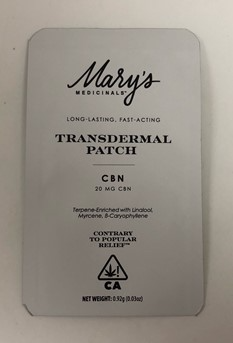 Mary's
MEDICINALS
LONG-LASTING, FAST-ACTING
TRANSDERMAL
PATCH
CBN
20 MG CBN
Terpene-Enriched with Linalool,
Myrcene, B-Caryophyllene
CONTRARY
TO POPULAR
RELIEF™
!
CA
NET WEIGHT: 0.92g (0.03oz)